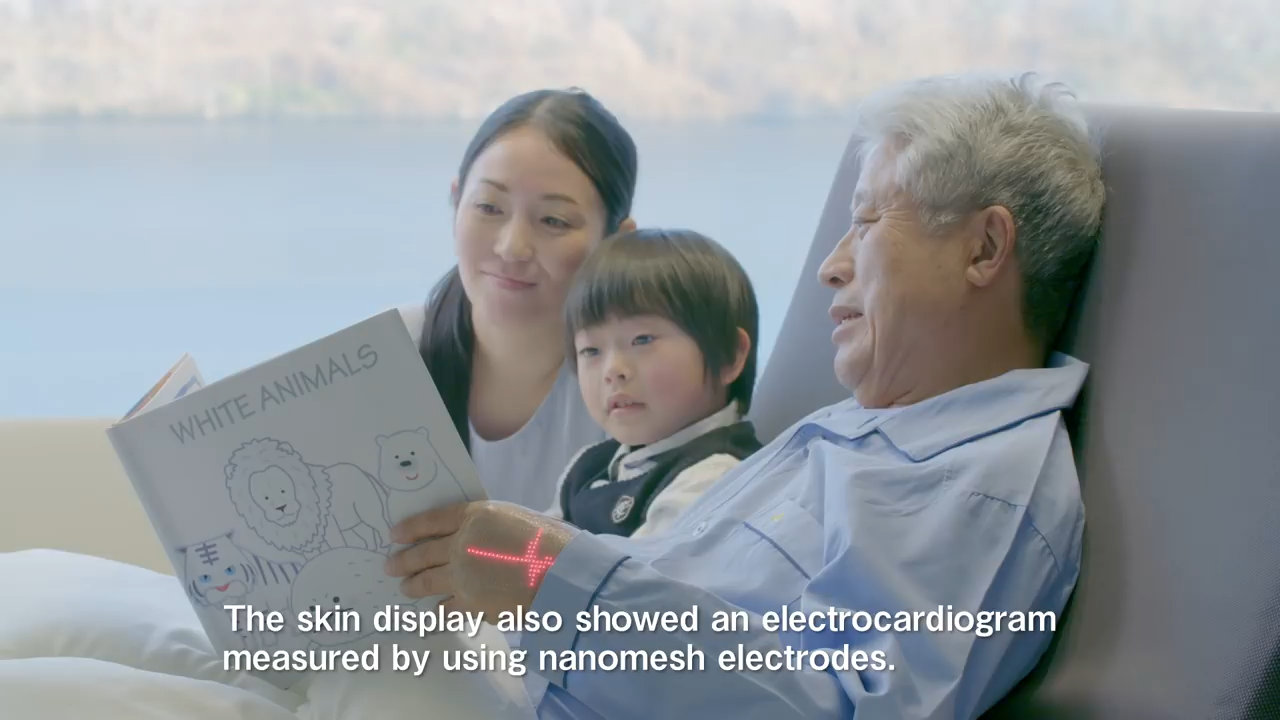 WHITE ANIMALS
The skin display also showed an electrocardiogram
measured by using nanomesh electrodes.